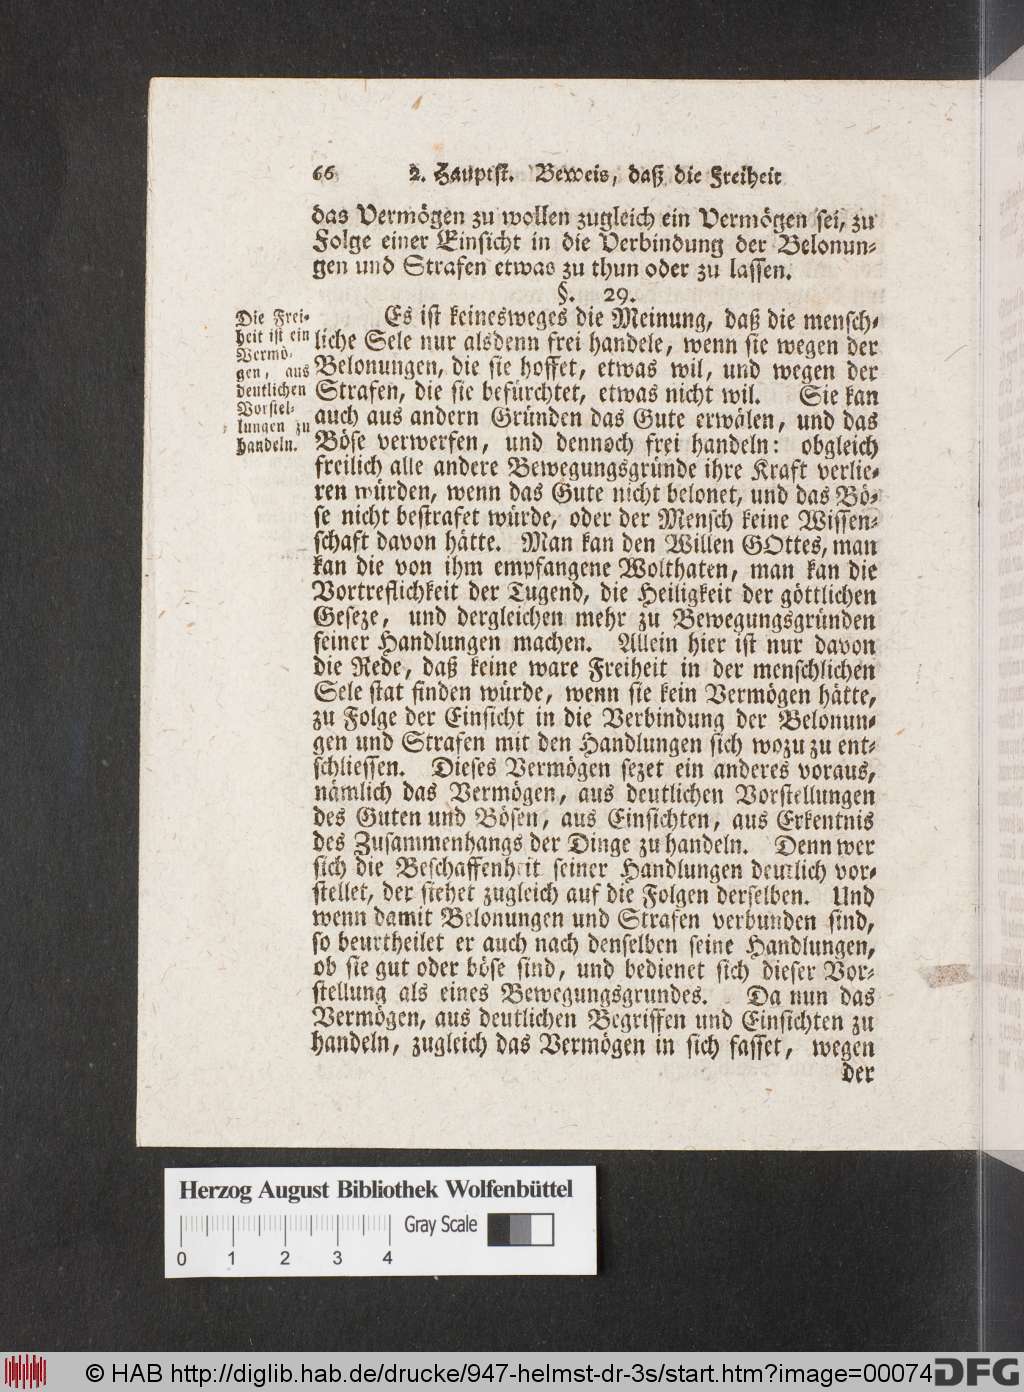 66 2. Hauptst. Beweis, daß die Freiheit
das Vermögen zu wollen zugleich ein Vermögen sei, zu
Folge einer Einsicht in die Verbindung der Belonun-
gen und Strafen etwas zu thun oder zu lassen.
§. 29.
Die Frei-
heit ist ein
Vermö-
gen, aus
deutlichen
Vorstel-
lungen zu
handeln.
Es ist keinesweges die Meinung, daß die mensch-
liche Sele nur alsdenn frei handele, wenn sie wegen der
Belonungen, die sie hoffet, etwas wil, und wegen der
Strafen, die sie befürchtet, etwas nicht wil. Sie kan
auch aus andern Gründen das Gute erwälen, und das
Böse verwerfen, und dennoch frei handeln: obgleich
freilich alle andere Bewegungsgründe ihre Kraft verlie-
ren würden, wenn das Gute nicht belonet, und das Bö-
se nicht bestrafet würde, oder der Mensch keine Wissen-
schaft davon hätte. Man kan den Willen GOttes, man
kan die von ihm empfangene Wolthaten, man kan die
Vortreflichkeit der Tugend, die Heiligkeit der göttlichen
Geseze, und dergleichen mehr zu Bewegungsgründen
seiner Handlungen machen. Allein hier ist nur davon
die Rede, daß keine ware Freiheit in der menschlichen
Sele stat finden würde, wenn sie kein Vermögen hätte,
zu Folge der Einsicht in die Verbindung der Belonun-
gen und Strafen mit den Handlungen sich wozu zu ent-
schliessen. Dieses Vermögen sezet ein anderes voraus,
nämlich das Vermögen, aus deutlichen Vorstellungen
des Guten und Bösen, aus Einsichten, aus Erkentnis
des Zusammenhangs der Dinge zu handeln. Denn wer
sich die Beschaffenheit seiner Handlungen deutlich vor-
stellet, der siehet zugleich auf die Folgen derselben. Und
wenn damit Belonungen und Strafen verbunden sind,
so beurtheilet er auch nach denselben seine Handlungen,
ob sie gut oder böse sind, und bedienet sich dieser Vor-
stellung als eines Bewegungsgrundes. Da nun das
Vermögen, aus deutlichen Begriffen und Einsichten zu
handeln, zugleich das Vermögen in sich fasset, wegen
der
Herzog August Bibliothek Wolfenbüttel
Gray Scale
0 1 2 3 4
© HAB http://diglib.hab.de/drucke/947-helmst-dr-3s/start.htm?image=00074
DFG